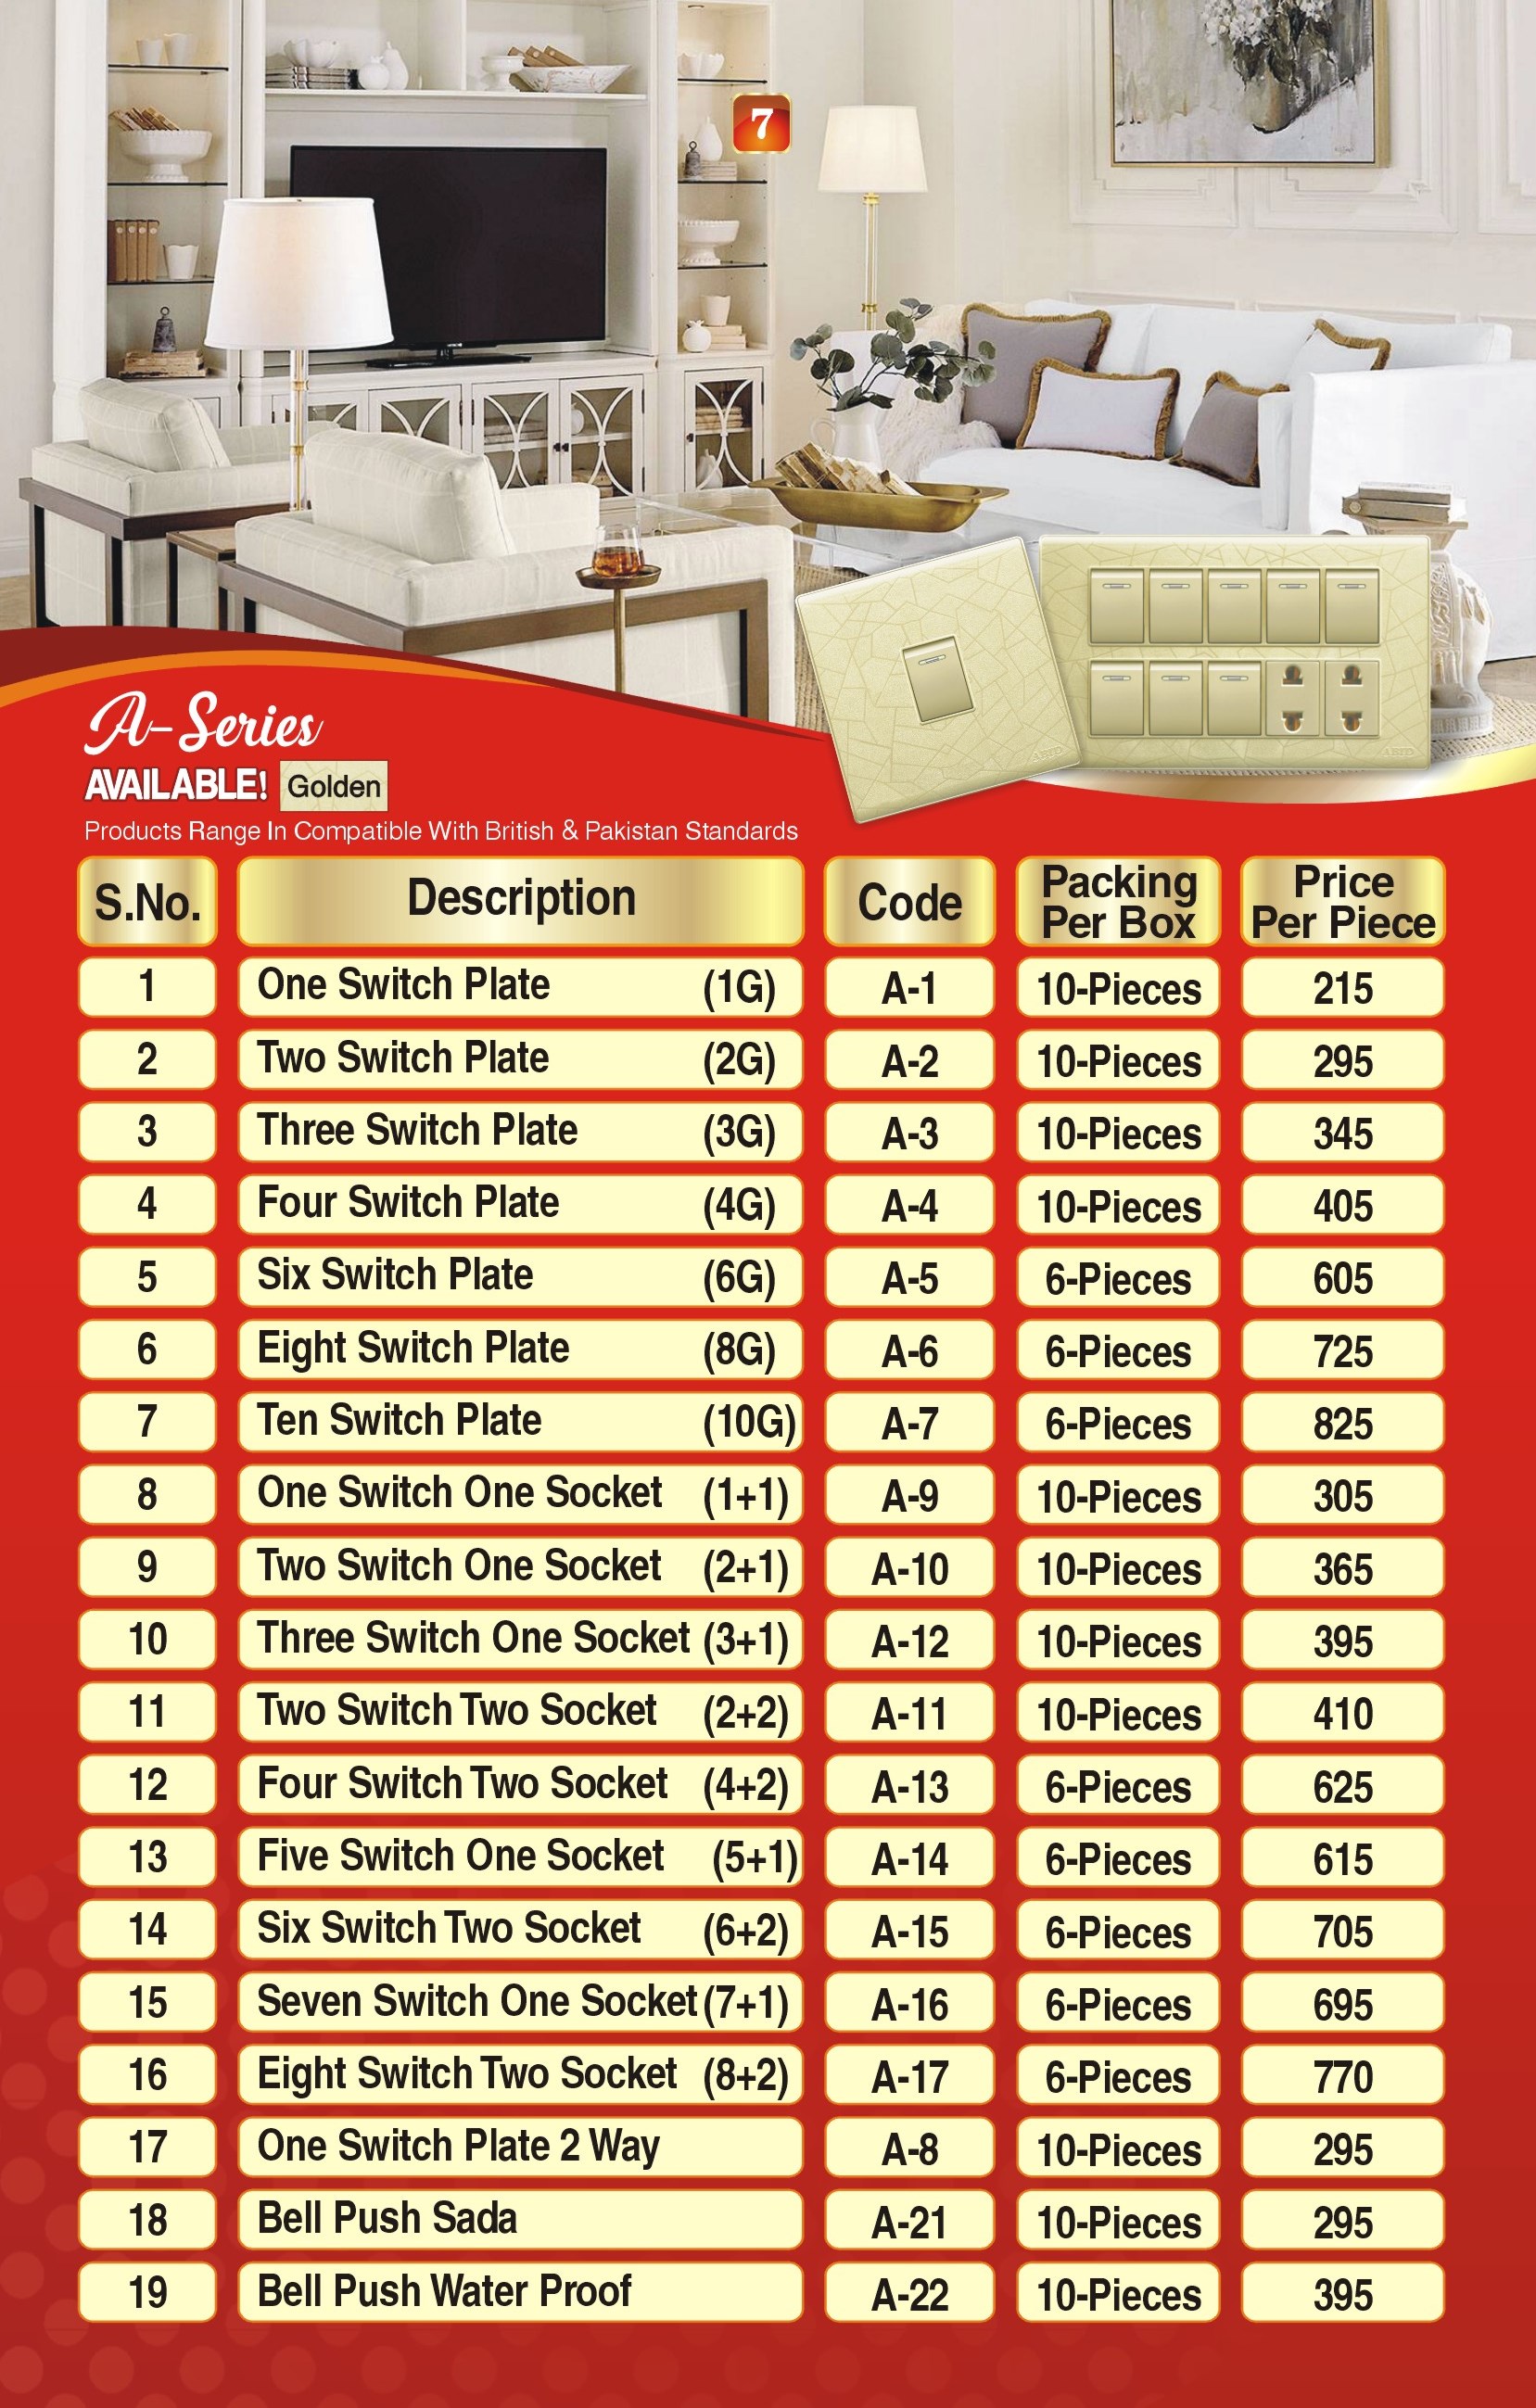 7
ABID
ABID
A-Series
AVAILABLE! Golden
Products Range In Compatible With British & Pakistan Standards
S.No. Description Code Packing Per Box Price Per Piece
1 One Switch Plate (1G) A-1 10-Pieces 215
2 Two Switch Plate (2G) A-2 10-Pieces 295
3 Three Switch Plate (3G) A-3 10-Pieces 345
4 Four Switch Plate (4G) A-4 10-Pieces 405
5 Six Switch Plate (6G) A-5 6-Pieces 605
6 Eight Switch Plate (8G) A-6 6-Pieces 725
7 Ten Switch Plate (10G) A-7 6-Pieces 825
8 One Switch One Socket (1+1) A-9 10-Pieces 305
9 Two Switch One Socket (2+1) A-10 10-Pieces 365
10 Three Switch One Socket (3+1) A-12 10-Pieces 395
11 Two Switch Two Socket (2+2) A-11 10-Pieces 410
12 Four Switch Two Socket (4+2) A-13 6-Pieces 625
13 Five Switch One Socket (5+1) A-14 6-Pieces 615
14 Six Switch Two Socket (6+2) A-15 6-Pieces 705
15 Seven Switch One Socket (7+1) A-16 6-Pieces 695
16 Eight Switch Two Socket (8+2) A-17 6-Pieces 770
17 One Switch Plate 2 Way A-8 10-Pieces 295
18 Bell Push Sada A-21 10-Pieces 295
19 Bell Push Water Proof A-22 10-Pieces 395